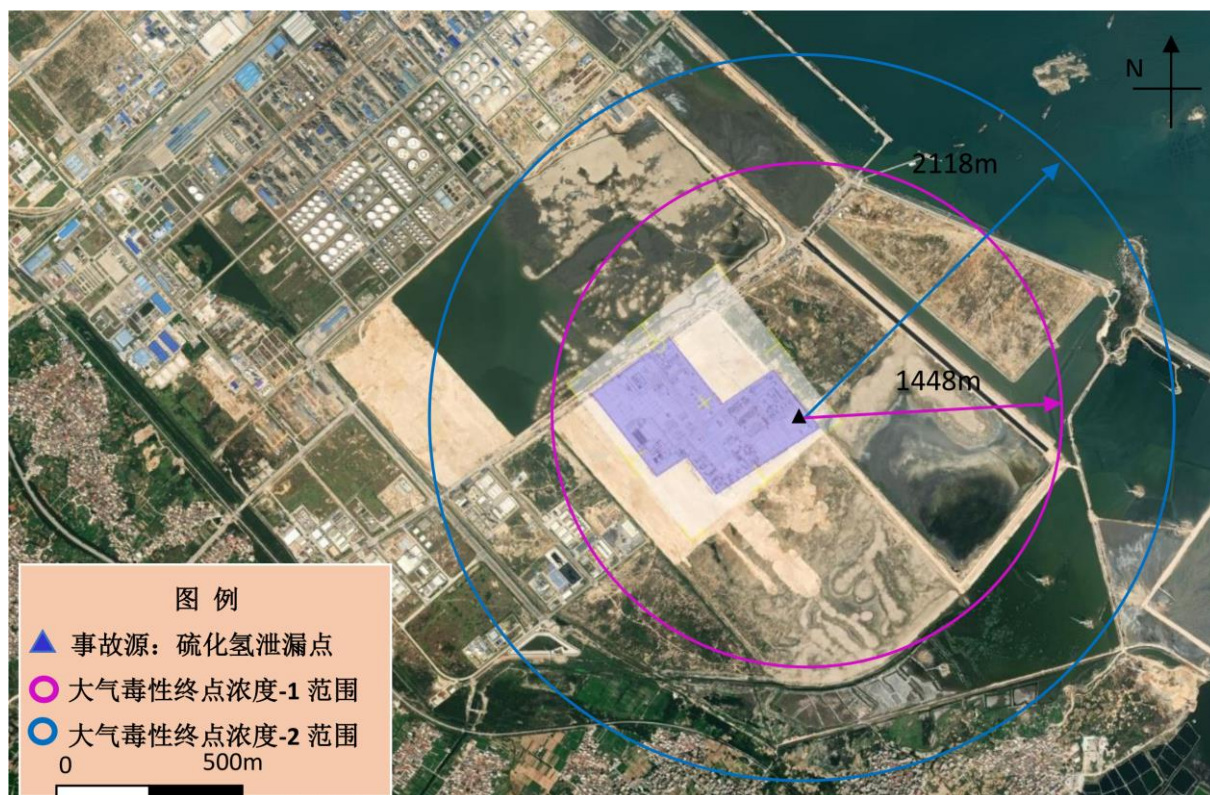 N
2118m
1448m
图 例
事故源：硫化氢泄漏点
大气毒性终点浓度-1 范围
大气毒性终点浓度-2 范围
0 500m